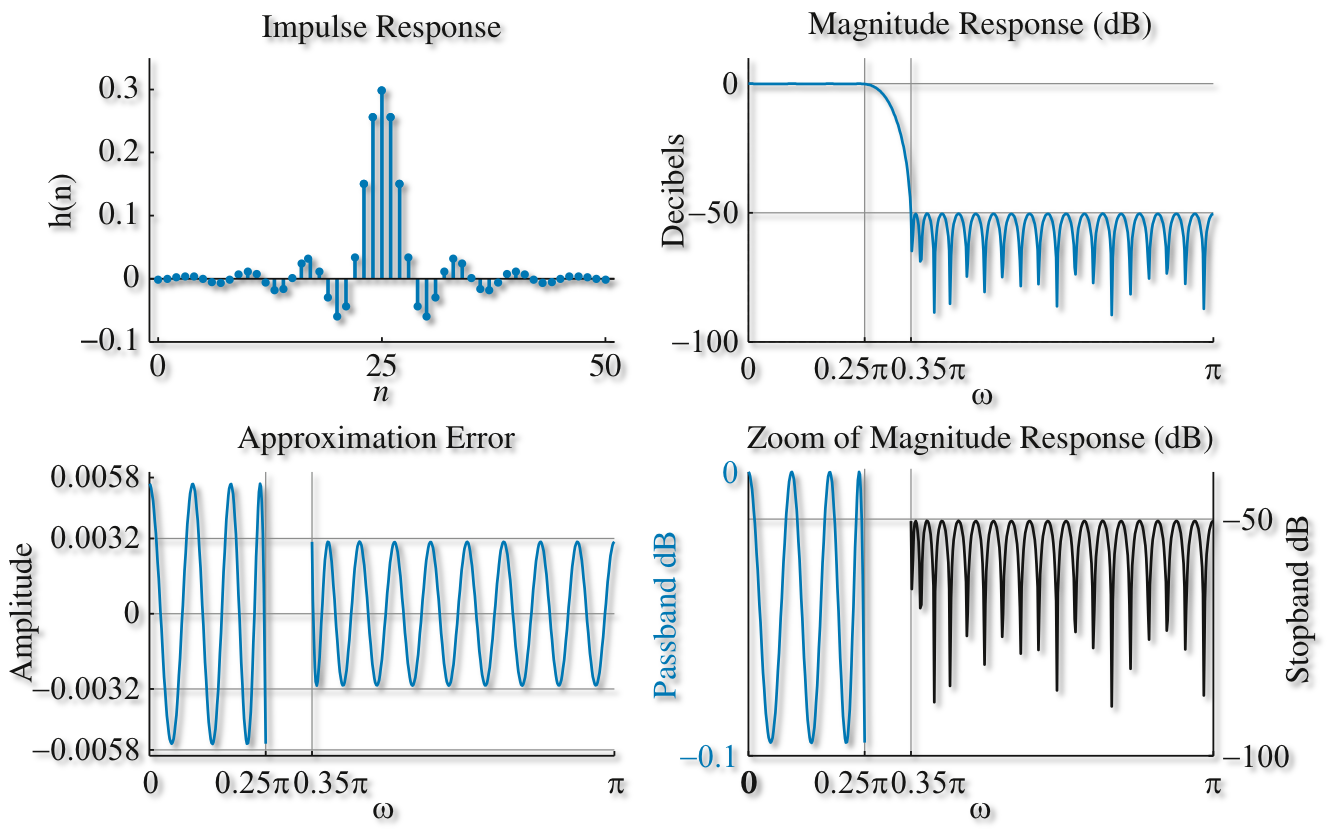 Impulse Response
h(n)
0.3
0.2
0.1
0
−0.1
0 25 50
n
Magnitude Response (dB)
Decibels
0
−50
−100
0 0.25π 0.35π π
ω
Approximation Error
Amplitude
0.0058
0.0032
0
−0.0032
−0.0058
0 0.25π 0.35π π
ω
Zoom of Magnitude Response (dB)
Passband dB
0
−0.1
−50
−100
Stopband dB
0 0.25π 0.35π π
ω